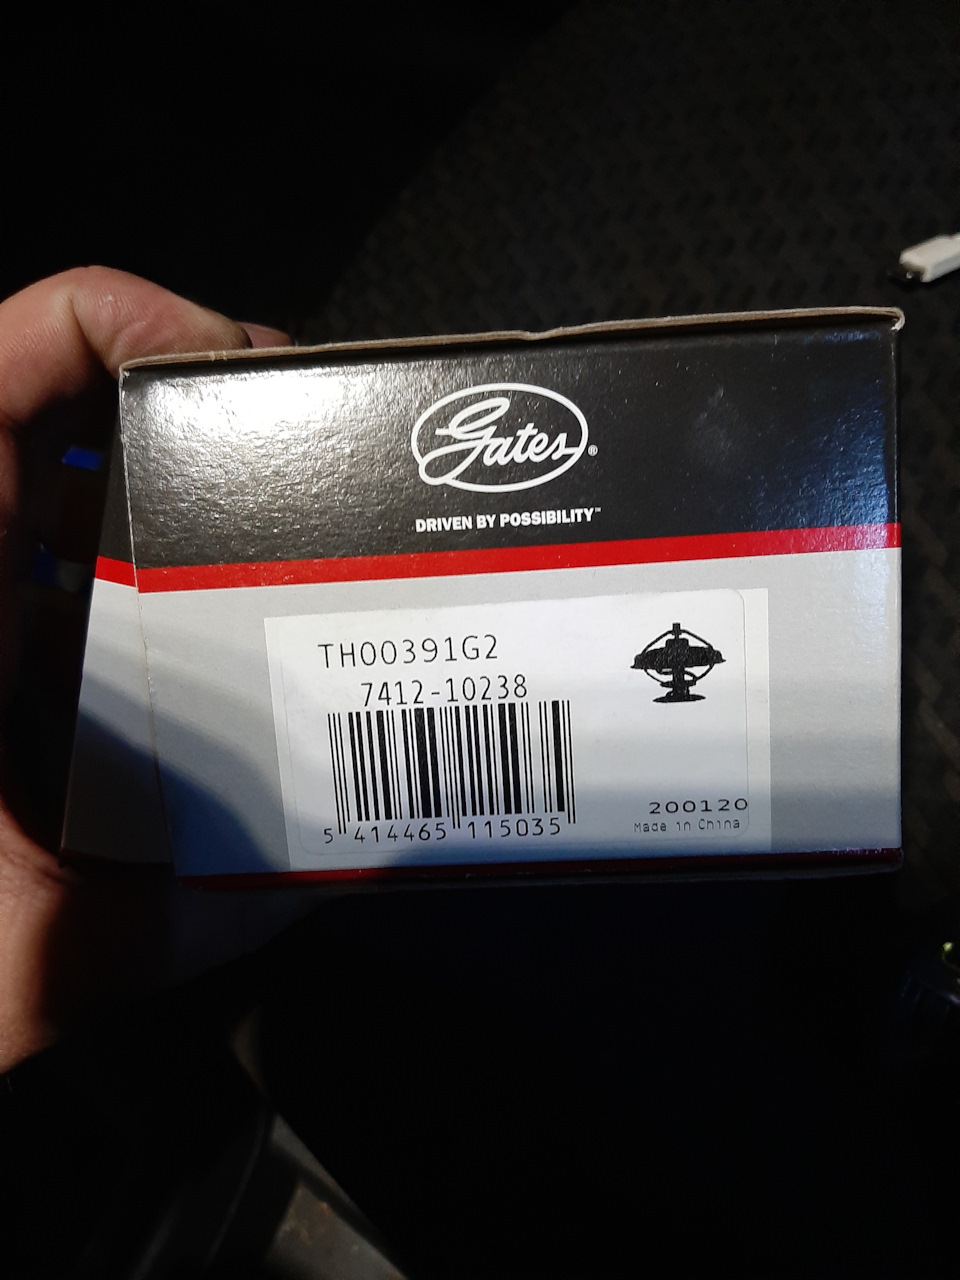 Gates®
DRIVEN BY POSSIBILITY™
TH00391G2
7412-10238
5 414465 115035
200120
Made in China